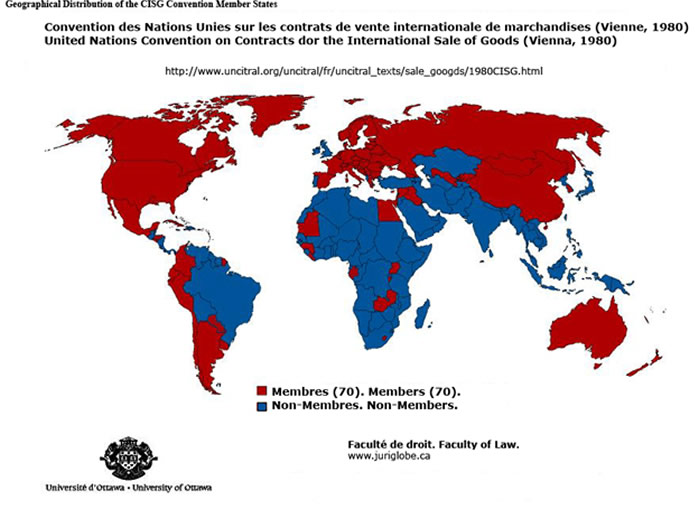 Geographical Distribution of the CISG Convention Member States
Convention des Nations Unies sur les contrats de vente internationale de marchandises (Vienne, 1980)
United Nations Convention on Contracts dor the International Sale of Goods (Vienna, 1980)
http://www.uncitral.org/uncitral/fr/uncitral_texts/sale_googds/1980CISG.html
Membres (70). Members (70).
Non-Membres. Non-Members.
Faculté de droit. Faculty of Law.
www.juriglobe.ca
Université d'Ottawa • University of Ottawa